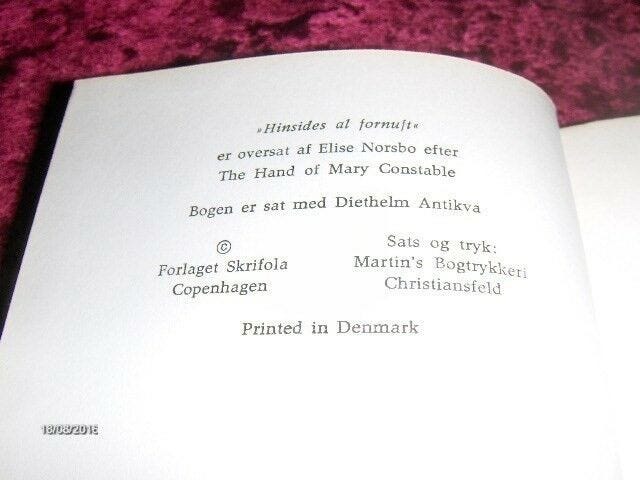 »Hinsides al fornuft«
er oversat af Elise Norsbo efter
The Hand of Mary Constable
Bogen er sat med Diethelm Antikva
©
Forlaget Skrifola
Copenhagen
Sats og tryk:
Martin's Bogtrykkeri
Christiansfeld
Printed in Denmark
18/08/2016